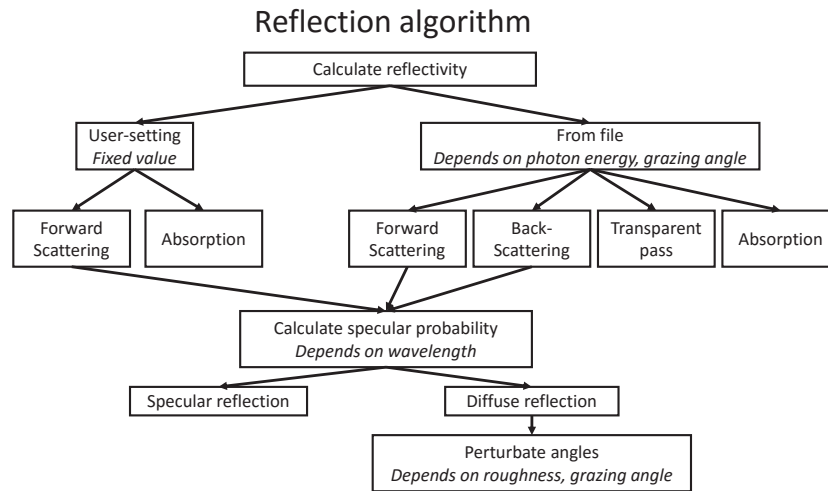 Reflection algorithm
Calculate reflectivity
User-setting
Fixed value
From file
Depends on photon energy, grazing angle
Forward
Scattering
Absorption
Forward
Scattering
Back-
Scattering
Transparent
pass
Absorption
Calculate specular probability
Depends on wavelength
Specular reflection
Diffuse reflection
Perturbate angles
Depends on roughness, grazing angle